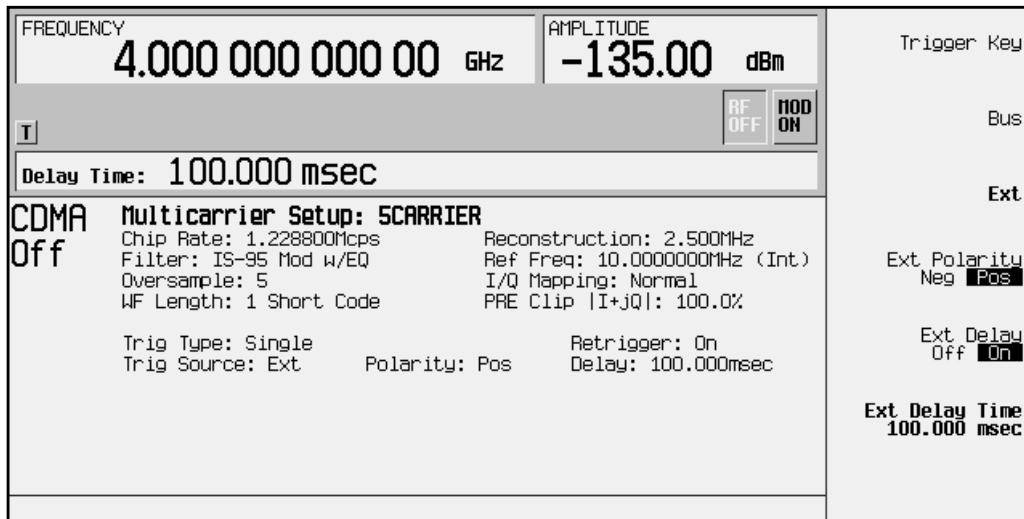 FREQUENCY
4.000 000 000 00 GHz
AMPLITUDE
-135.00 dBm
T
RF
OFF
MOD
ON
Delay Time: 100.000 msec
CDMA
Off
Multicarrier Setup: 5CARRIER
Chip Rate: 1.228800Mcps
Reconstruction: 2.500MHz
Filter: IS-95 Mod w/EQ
Ref Freq: 10.0000000MHz (Int)
Oversample: 5
I/Q Mapping: Normal
WF Length: 1 Short Code
PRE Clip |I+jQ|: 100.0%
Trig Type: Single
Retrigger: On
Trig Source: Ext
Polarity: Pos
Delay: 100.000msec
Trigger Key
Bus
Ext
Ext Polarity
Neg Pos
Ext Delay
Off On
Ext Delay Time
100.000 msec